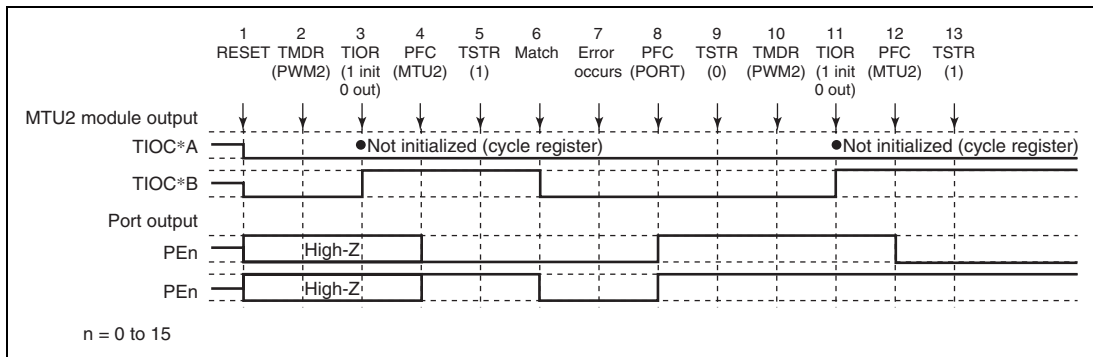 1 2 3 4 5 6 7 8 9 10 11 12 13
RESET TMDR TIOR PFC TSTR Match Error PFC TSTR TMDR TIOR PFC TSTR
(PWM2) (1 init (MTU2) (1) occurs (PORT) (0) (PWM2) (1 init (MTU2) (1)
0 out) 0 out)
MTU2 module output
TIOC*A ●Not initialized (cycle register) ●Not initialized (cycle register)
TIOC*B
Port output
PEn High-Z
PEn High-Z
n = 0 to 15